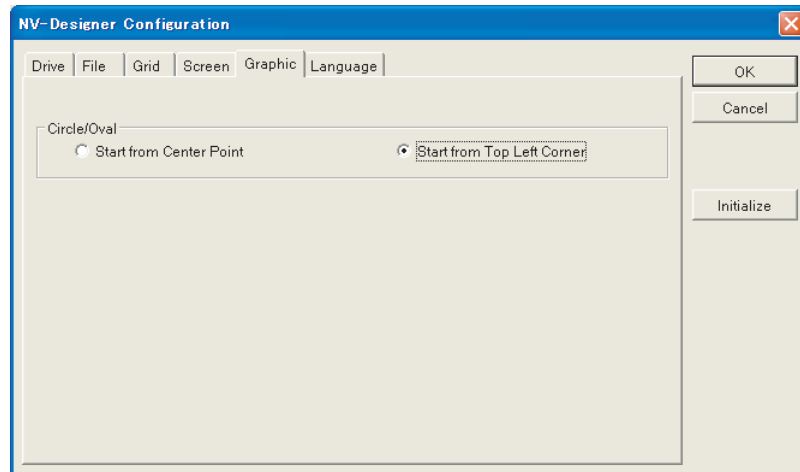 NV-Designer Configuration
Drive File Grid Screen Graphic Language
OK
Cancel
Circle/Oval
Start from Center Point Start from Top Left Corner
Initialize